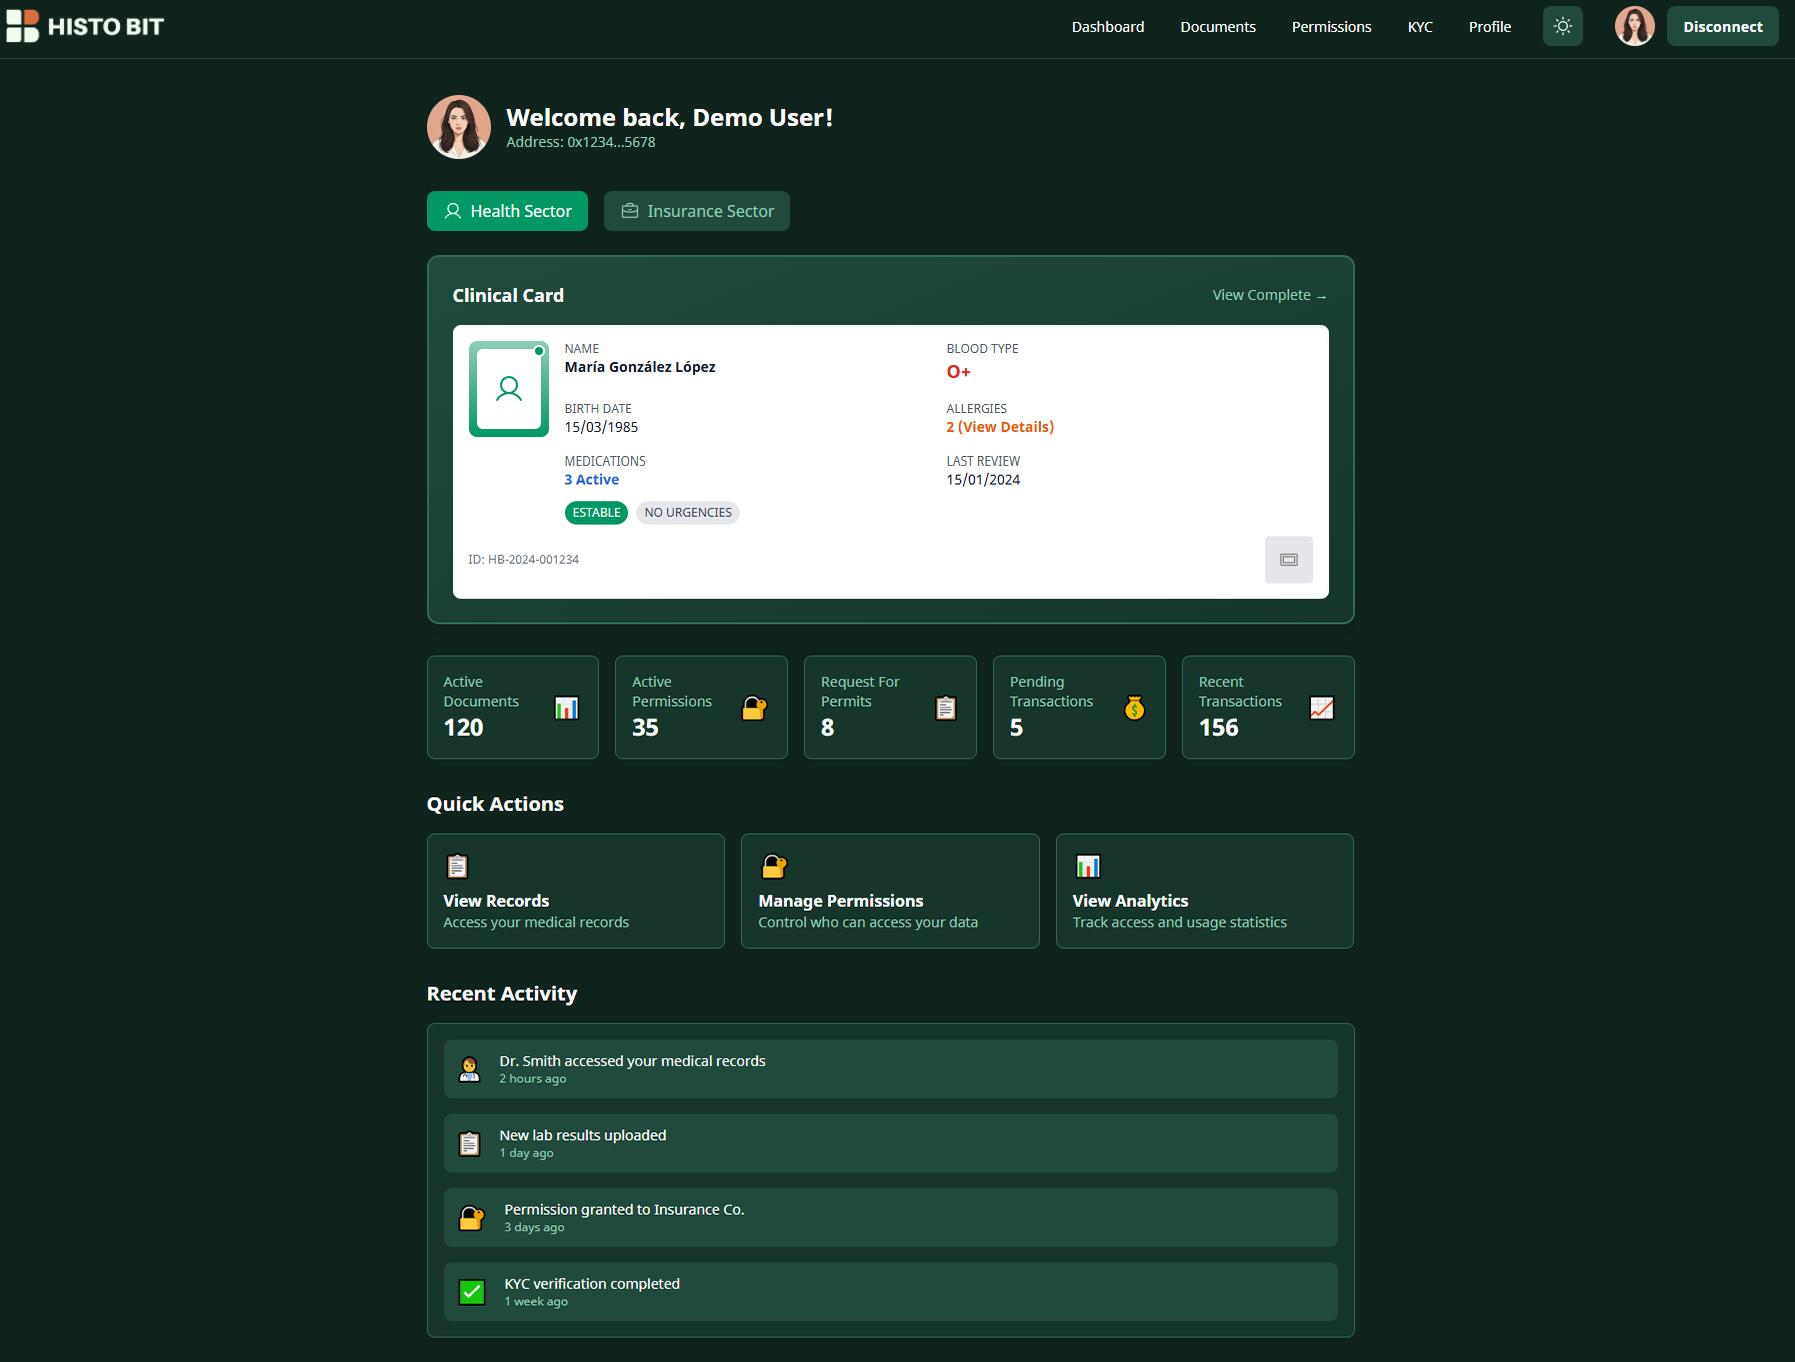 HISTO BIT
Dashboard
Documents
Permissions
KYC
Profile
Disconnect
Welcome back, Demo User!
Address: 0x1234...5678
Health Sector
Insurance Sector
Clinical Card
View Complete →
NAME
María González López
BLOOD TYPE
O+
BIRTH DATE
15/03/1985
ALLERGIES
2 (View Details)
MEDICATIONS
3 Active
LAST REVIEW
15/01/2024
ESTABLE
NO URGENCIES
ID: HB-2024-001234
Active
Documents
120
Active
Permissions
35
Request For
Permits
8
Pending
Transactions
5
Recent
Transactions
156
Quick Actions
View Records
Access your medical records
Manage Permissions
Control who can access your data
View Analytics
Track access and usage statistics
Recent Activity
Dr. Smith accessed your medical records
2 hours ago
New lab results uploaded
1 day ago
Permission granted to Insurance Co.
3 days ago
KYC verification completed
1 week ago